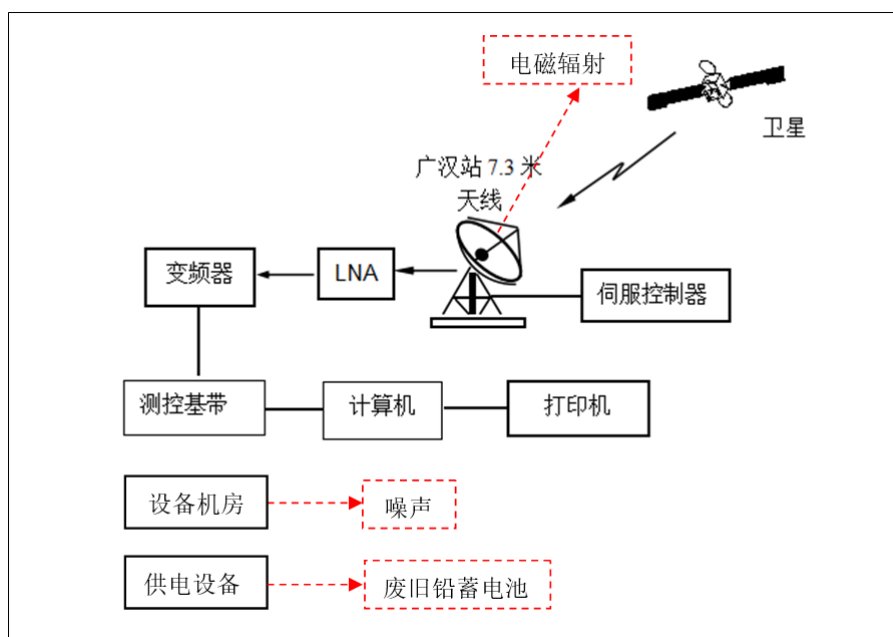 电磁辐射
卫星
广汉站 7.3 米
天线
变频器
LNA
伺服控制器
测控基带
计算机
打印机
设备机房
噪声
供电设备
废旧铅蓄电池